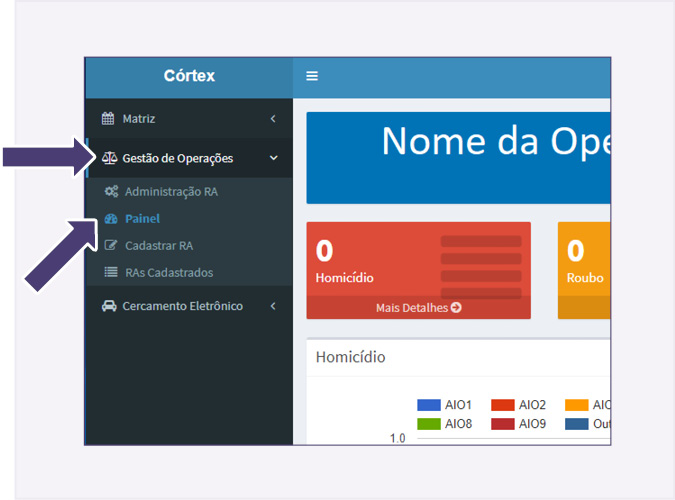 Córtex
Matriz
Gestão de Operações
Administração RA
Painel
Cadastrar RA
RAs Cadastrados
Cercamento Eletrônico
Nome da Ope
0
Homicídio
Mais Detalhes
0
Roubo
Homicídio
AIO1 AIO2 AIO
AIO8 AIO9 Out
1.0